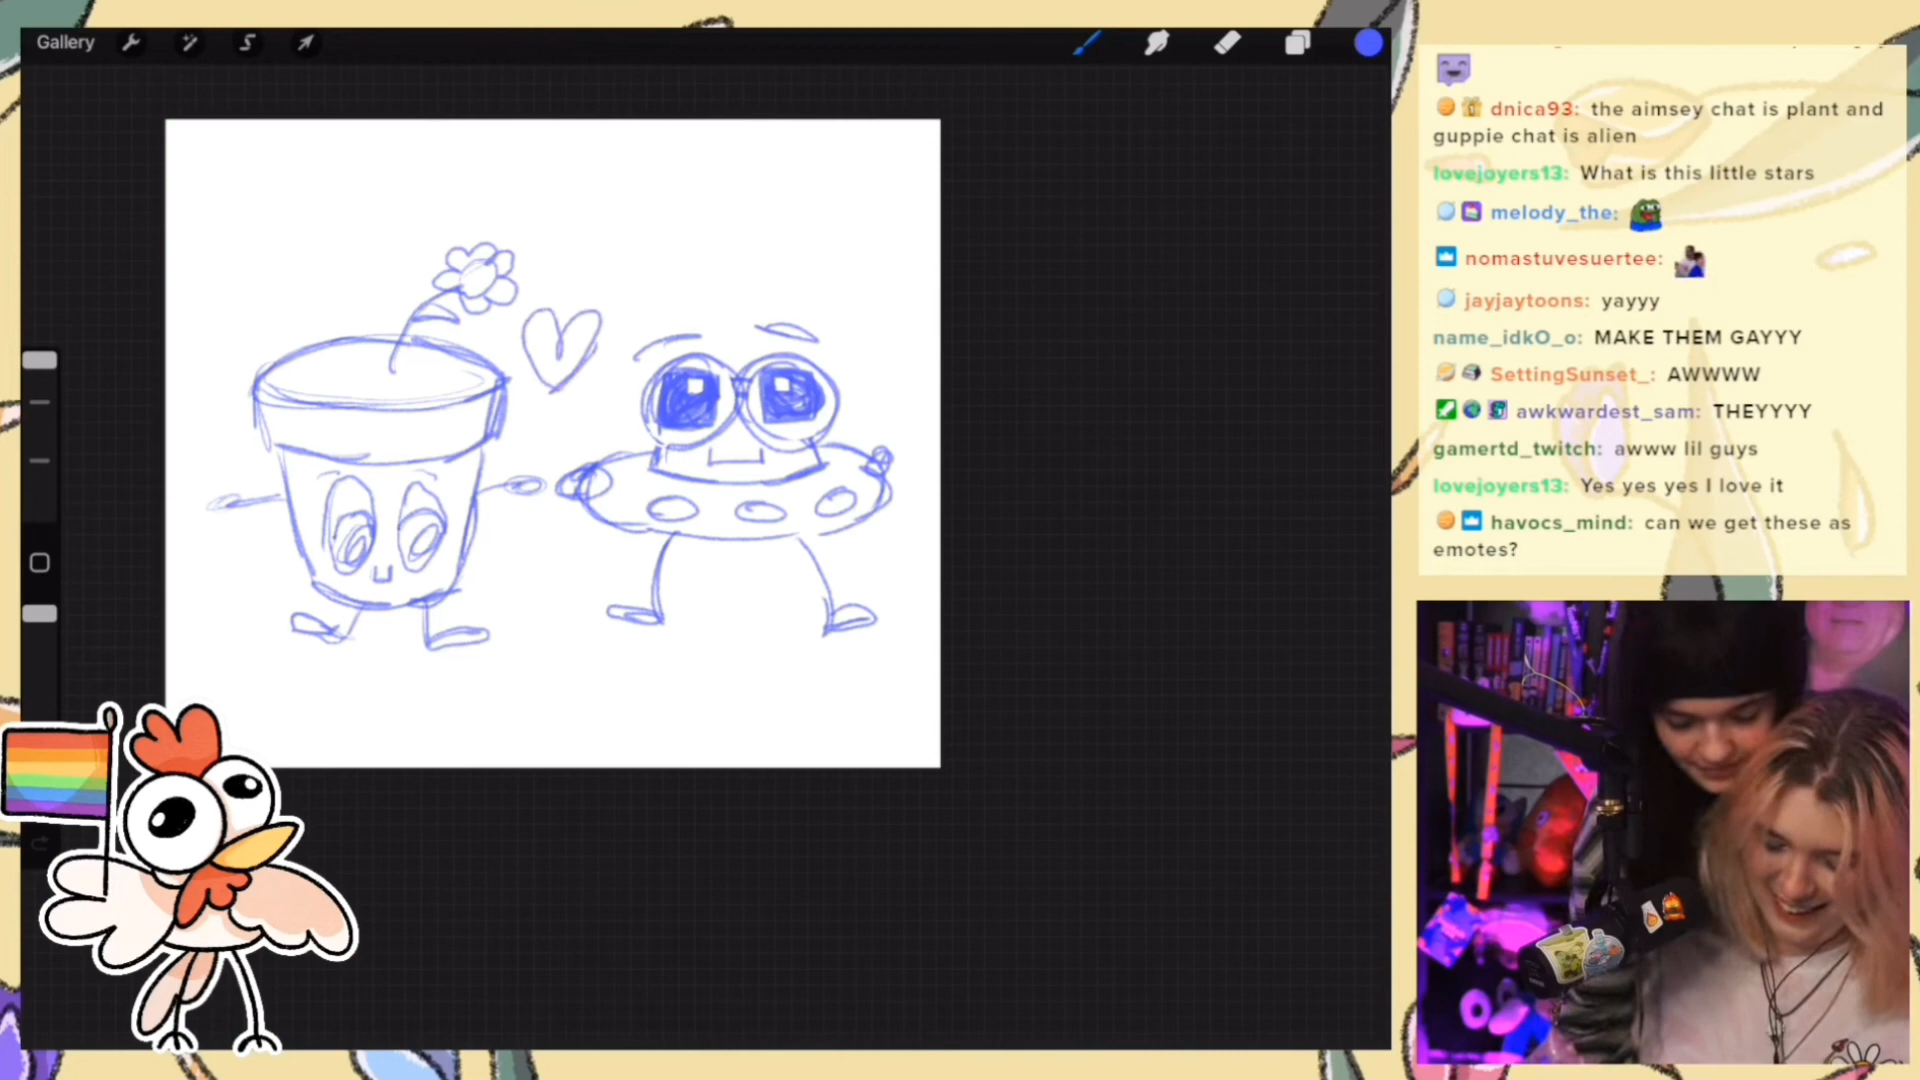 Gallery
dnica93: the aimsey chat is plant and
guppie chat is alien
lovejoyers13: What is this little stars
melody_the:
nomastuvesuertee:
jayjaytoons: yayyy
name_idkO_o: MAKE THEM GAYYY
SettingSunset_: AWWWW
awkwardest_sam: THEYYYY
gamertd_twitch: awww lil guys
lovejoyers13: Yes yes yes I love it
havocs_mind: can we get these as
emotes?